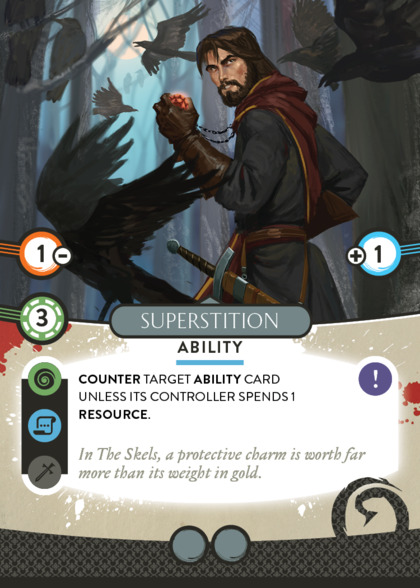 1 -
+ 1
3
SUPERSTITION
ABILITY
COUNTER TARGET ABILITY CARD
UNLESS ITS CONTROLLER SPENDS 1
RESOURCE.
!
In The Skels, a protective charm is worth far
more than its weight in gold.